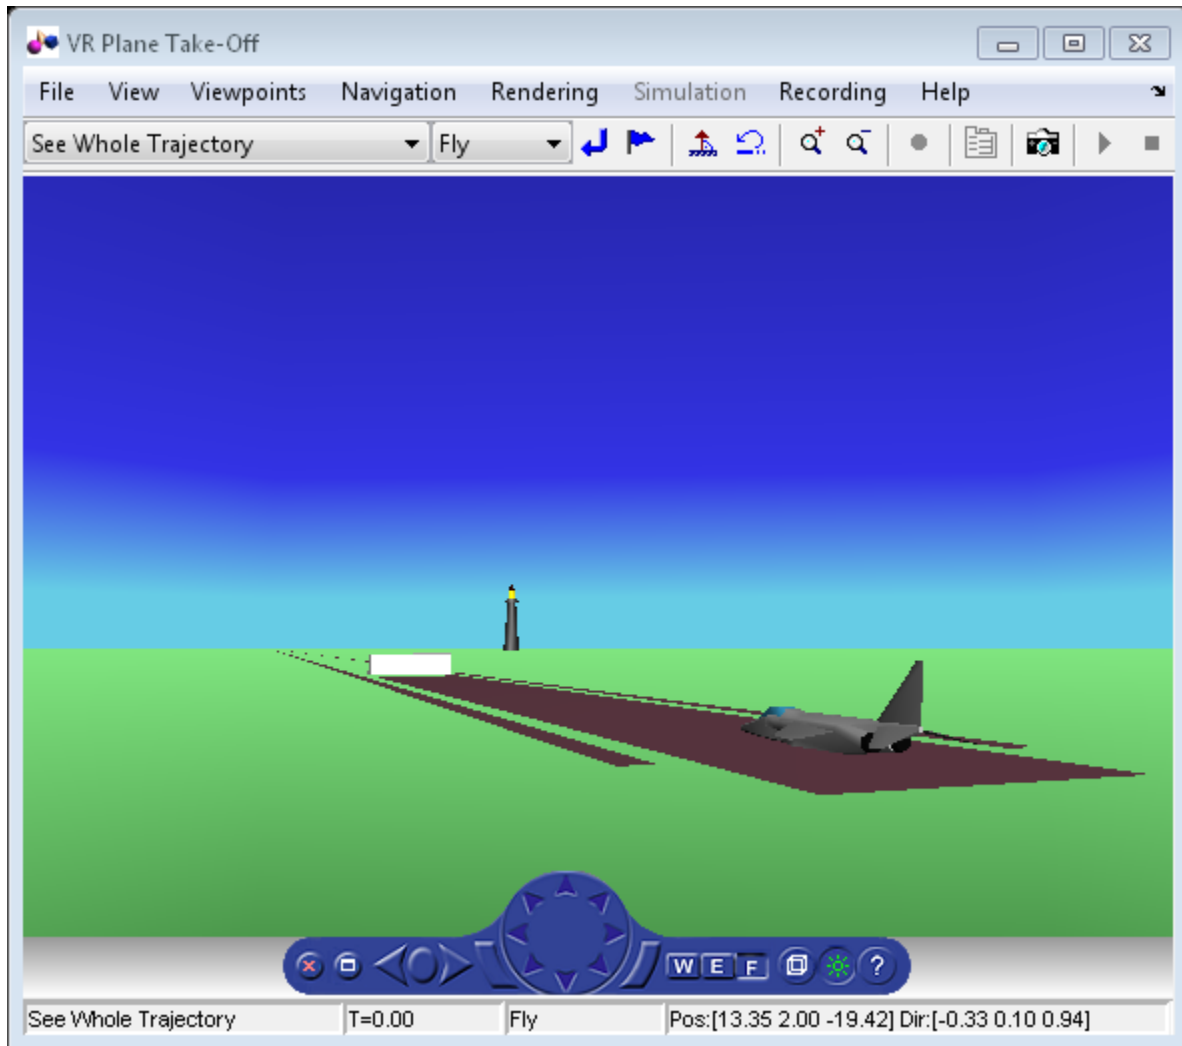 VR Plane Take-Off
File View Viewpoints Navigation Rendering Simulation Recording Help
See Whole Trajectory Fly
W E F ?
See Whole Trajectory T=0.00 Fly Pos:[13.35 2.00 -19.42] Dir:[-0.33 0.10 0.94]